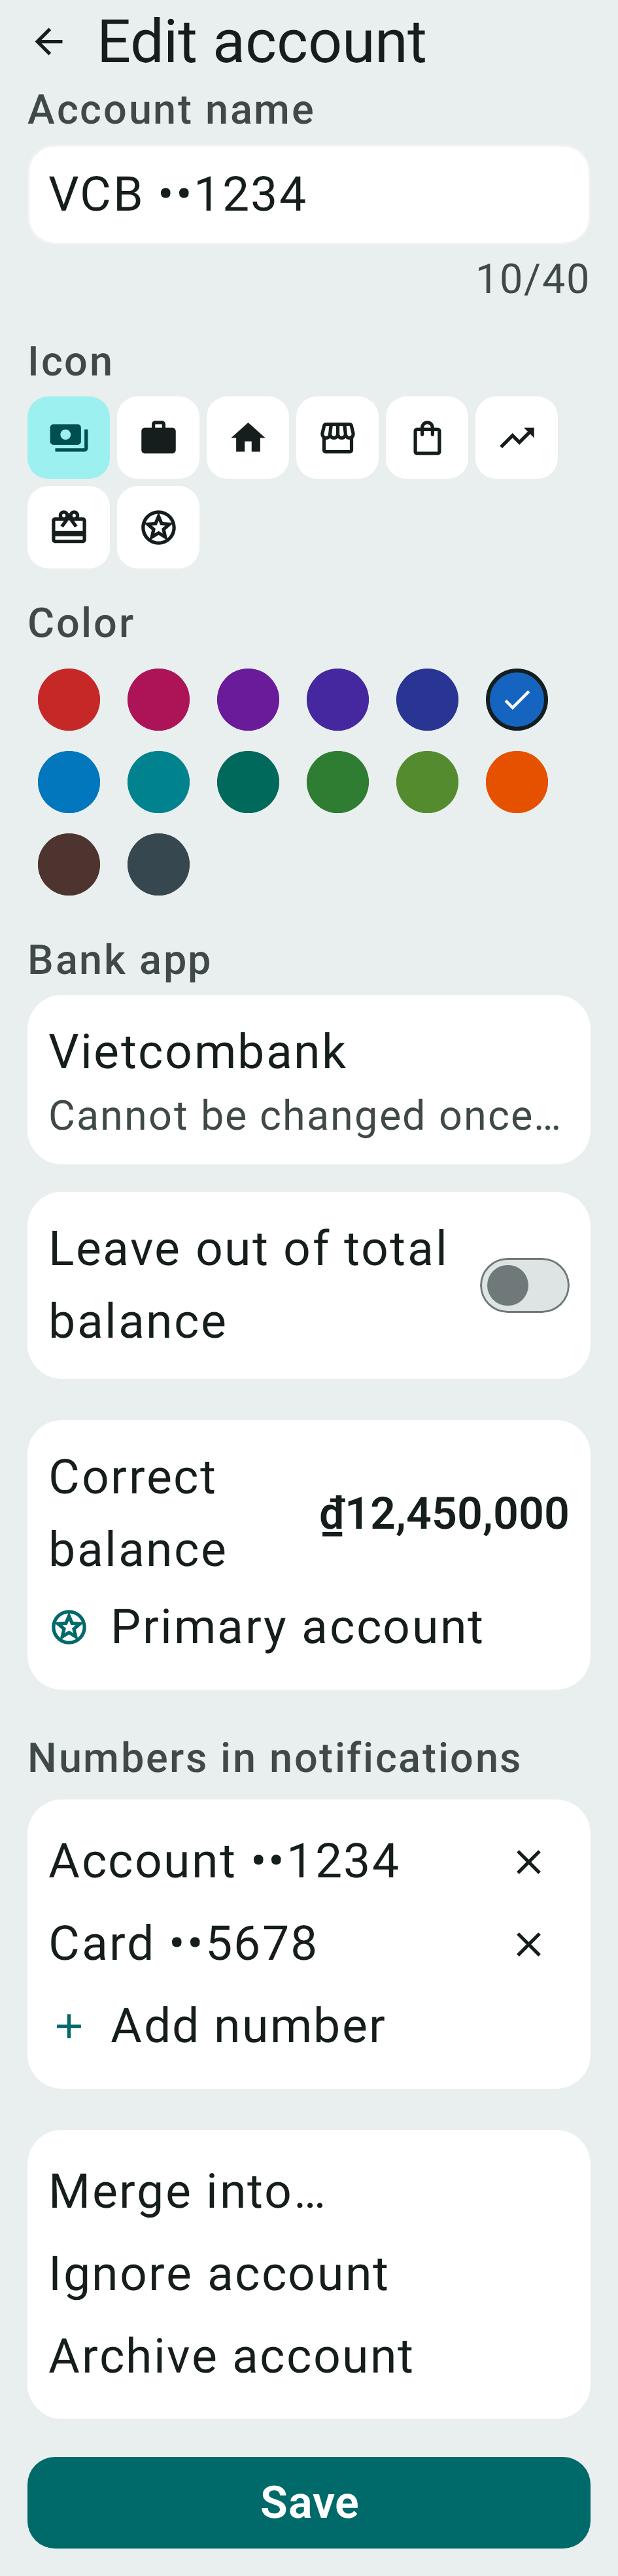 Edit account
Account name
VCB ••1234
10/40
Icon
Color
Bank app
Vietcombank
Cannot be changed once…
Leave out of total
balance
Correct
balance
₫12,450,000
Primary account
Numbers in notifications
Account ••1234
Card ••5678
Add number
Merge into…
Ignore account
Archive account
Save